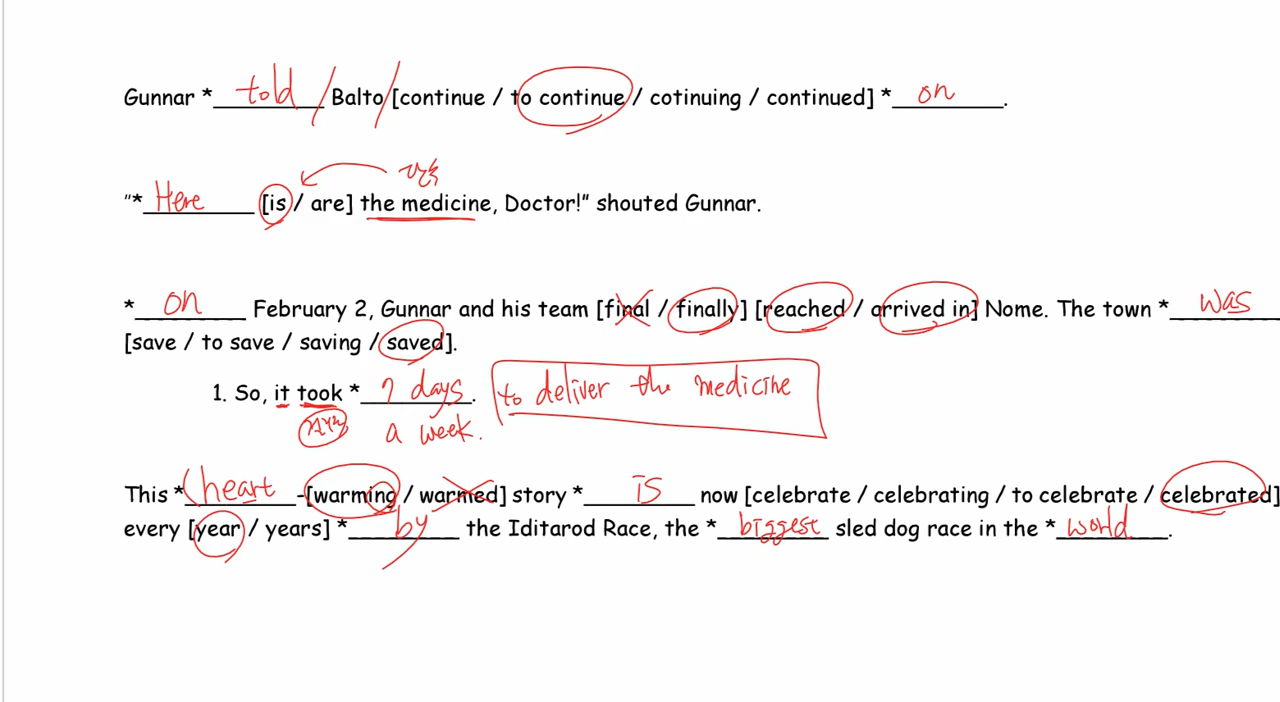 Gunnar * told / Balto / [continue / to continue / cotinuing / continued] * on .
"* Here [is / are] the medicine, Doctor!" shouted Gunnar.
* on February 2, Gunnar and his team [final / finally] [reached / arrived in] Nome. The town * was
[save / to save / saving / saved].
1. So, it took * 7 days . to deliver the medicine
a week.
This * heart -[warming / warmed] story * is now [celebrate / celebrating / to celebrate / celebrated]
every [year / years] * by the Iditarod Race, the * biggest sled dog race in the * world .